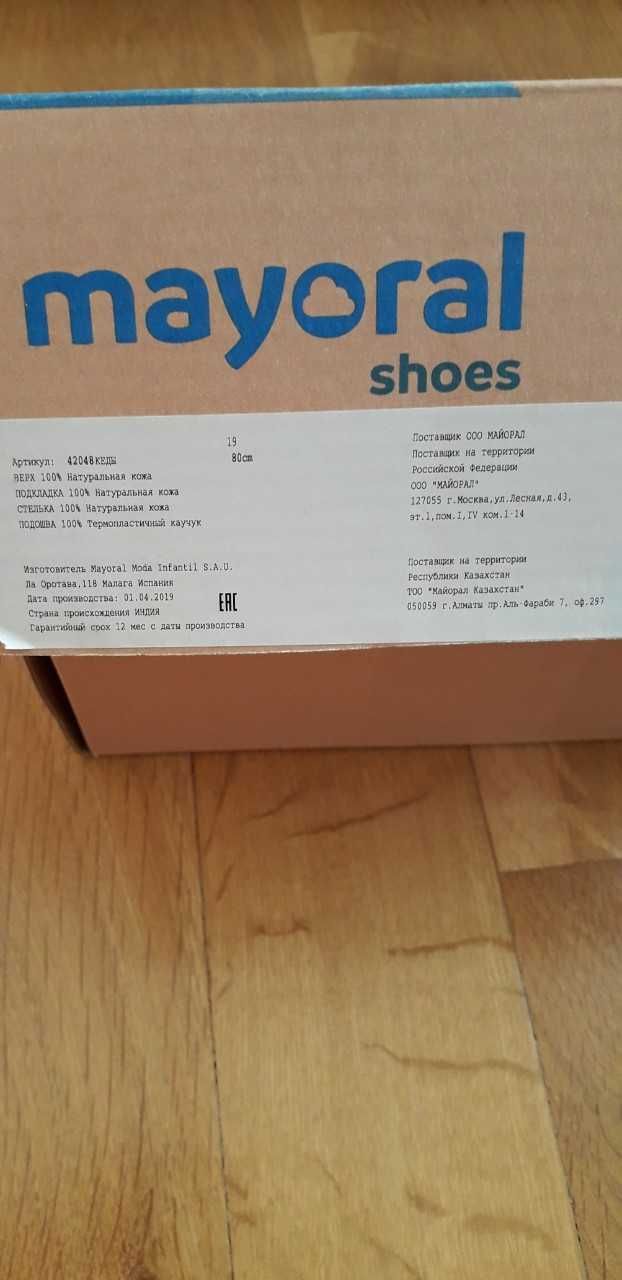 mayoral
shoes
19
Артикул: 42048КЕДЫ 80cm
ВЕРХ 100% Натуральная кожа
ПОДКЛАДКА 100% Натуральная кожа
СТЕЛЬКА 100% Натуральная кожа
ПОДОШВА 100% Термопластичный каучук
Изготовитель Mayoral Moda Infantil S.A.U.
Ла Оротава,118 Малага Испания
Дата производства: 01.04.2019
Страна происхождения ИНДИЯ
Гарантийный срок 12 мес с даты производства
EAC
Поставщик ООО МАЙОРАЛ
Поставщик на территории
Российской Федерации
ООО "МАЙОРАЛ"
127055 г.Москва,ул.Лесная,д.43,
эт.1,пом.I,IV ком.1-14
Поставщик на территории
Республики Казахстан
ТОО "Майорал Казахстан"
050059 г.Алматы пр.Аль-Фараби 7, оф.297